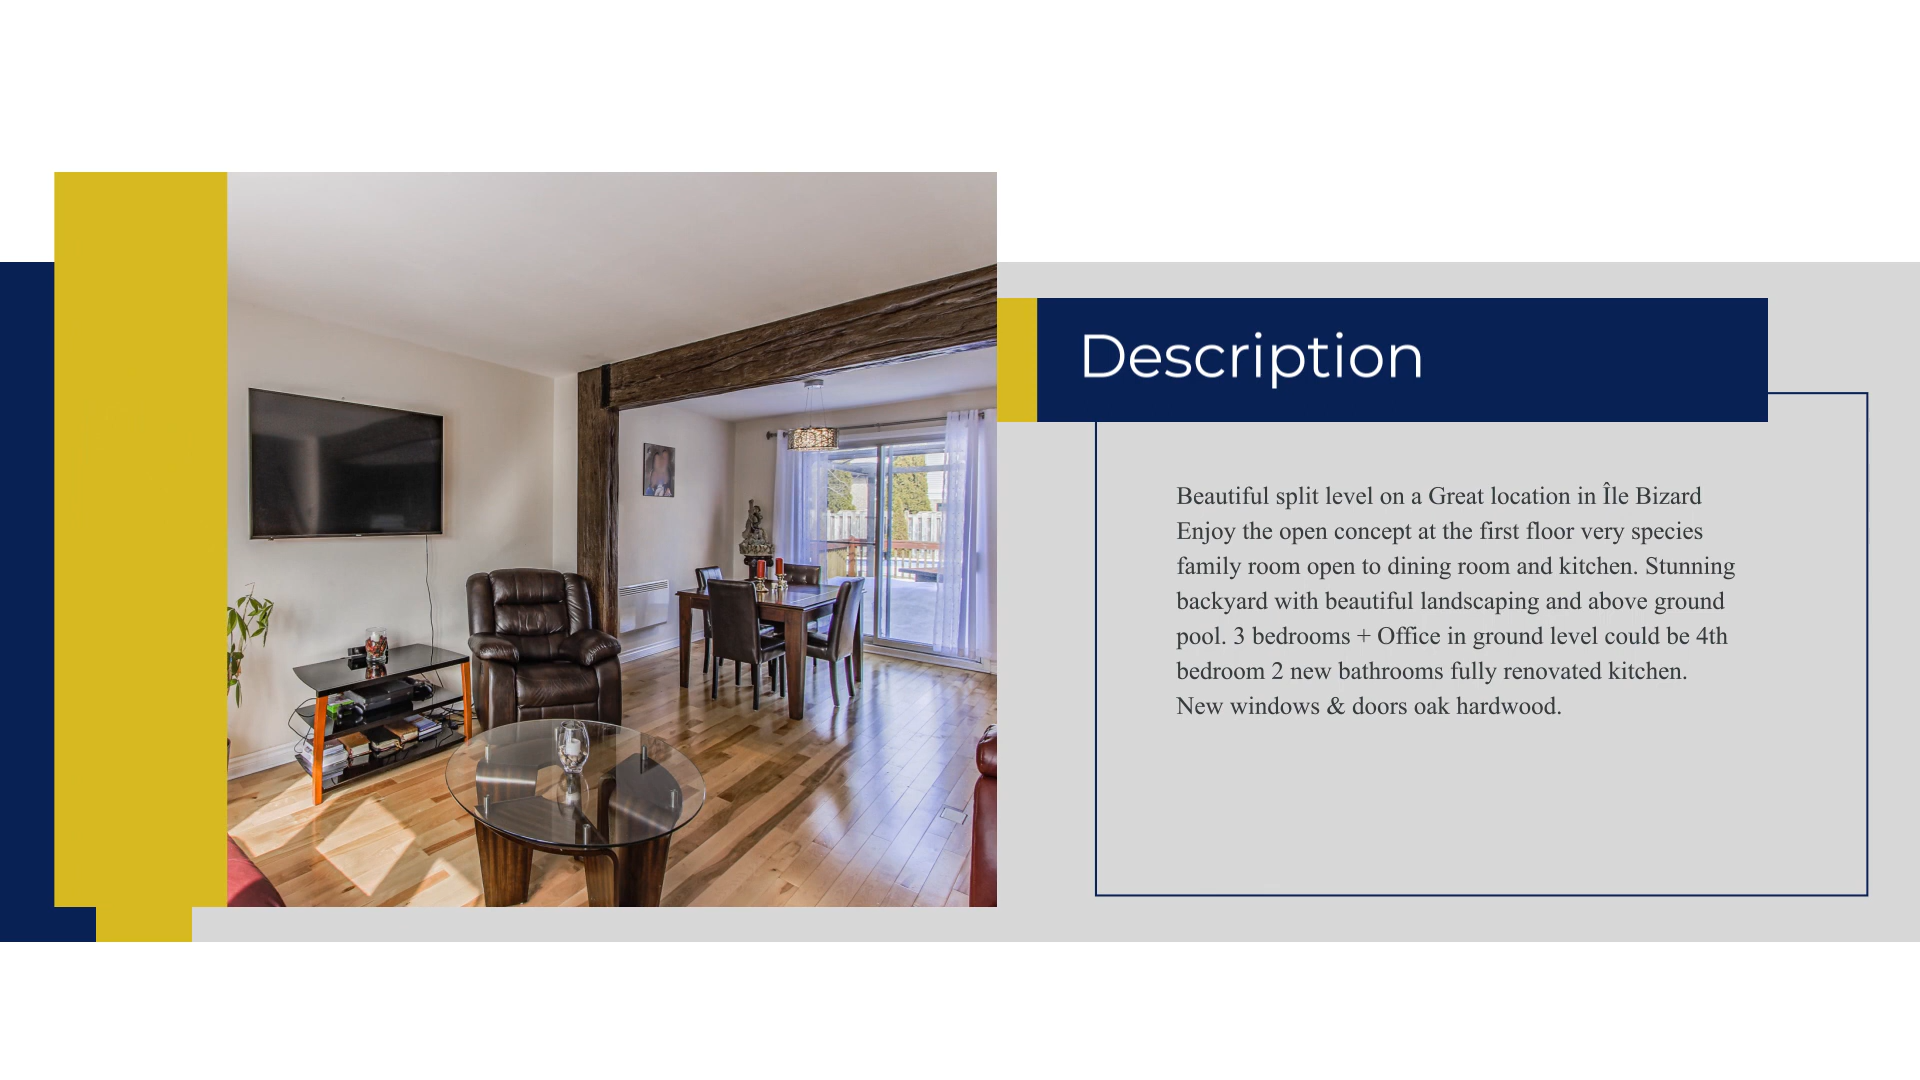 Description
Beautiful split level on a Great location in Île Bizard
Enjoy the open concept at the first floor very species
family room open to dining room and kitchen. Stunning
backyard with beautiful landscaping and above ground
pool. 3 bedrooms + Office in ground level could be 4th
bedroom 2 new bathrooms fully renovated kitchen.
New windows & doors oak hardwood.